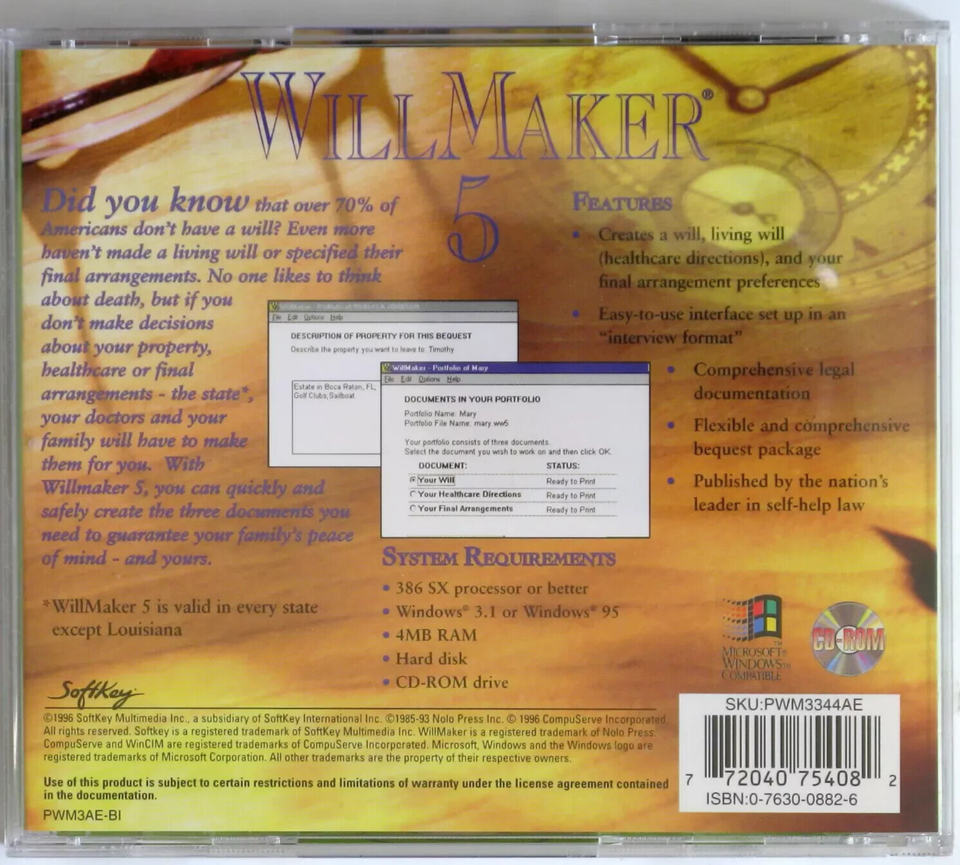 WILLMAKER®
5
Did you know that over 70% of
Americans don't have a will? Even more
haven't made a living will or specified their
final arrangements. No one likes to think
about death, but if you
don't make decisions
about your property,
healthcare or final
arrangements - the state*,
your doctors and your
family will have to make
them for you. With
Willmaker 5, you can quickly and
safely create the three documents you
need to guarantee your family's peace
of mind - and yours.
*WillMaker 5 is valid in every state
except Louisiana
FEATURES
• Creates a will, living will
(healthcare directions), and your
final arrangement preferences
• Easy-to-use interface set up in an
"interview format"
• Comprehensive legal
documentation
• Flexible and comprehensive
bequest package
• Published by the nation's
leader in self-help law
File Edit Options Help
DESCRIPTION OF PROPERTY FOR THIS BEQUEST
Describe the property you want to leave to Timothy
Estate in Boca Raton, FL,
Golf Clubs, Sailboat
WillMaker - Portfolio of Mary
File Edit Options Help
DOCUMENTS IN YOUR PORTFOLIO
Portfolio Name: Mary
Portfolio File Name: mary.ww5
Your portfolio consists of three documents.
Select the document you wish to work on and then click OK.
DOCUMENT: STATUS:
Your Will Ready to Print
Your Healthcare Directions Ready to Print
Your Final Arrangements Ready to Print
SYSTEM REQUIREMENTS
• 386 SX processor or better
• Windows® 3.1 or Windows® 95
• 4MB RAM
• Hard disk
• CD-ROM drive
MICROSOFT®
WINDOWS™
COMPATIBLE
CD-ROM
SoftKey
©1996 SoftKey Multimedia Inc., a subsidiary of SoftKey International Inc. ©1985-93 Nolo Press Inc. © 1996 CompuServe Incorporated.
All rights reserved. Softkey is a registered trademark of SoftKey Multimedia Inc. WillMaker is a registered trademark of Nolo Press.
CompuServe and WinCIM are registered trademarks of CompuServe Incorporated. Microsoft, Windows and the Windows logo are
registered trademarks of Microsoft Corporation. All other trademarks are the property of their respective owners.
Use of this product is subject to certain restrictions and limitations of warranty under the license agreement contained
in the documentation.
PWM3AE-BI
SKU:PWM3344AE
7 72040 75408 2
ISBN:0-7630-0882-6